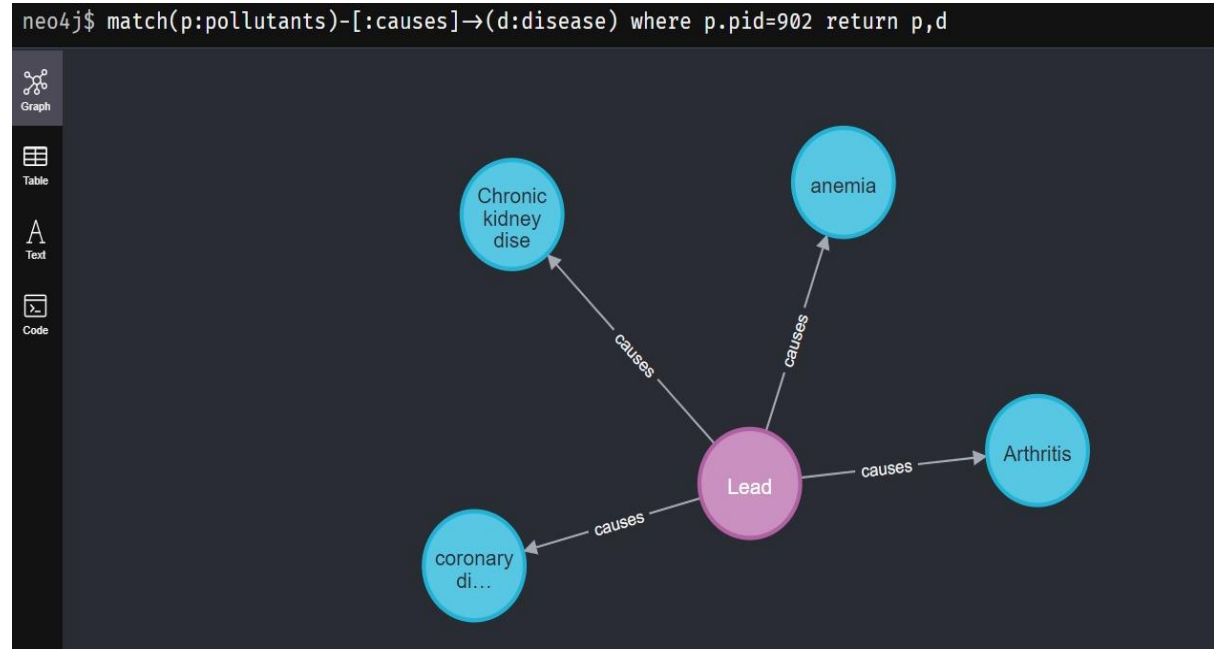 neo4j$ match(p:pollutants)-[:causes]→(d:disease) where p.pid=902 return p,d
Graph
Table
A
Text
Code
Chronic
kidney
dise
anemia
causes
causes
Arthritis
causes
Lead
causes
coronary
di…